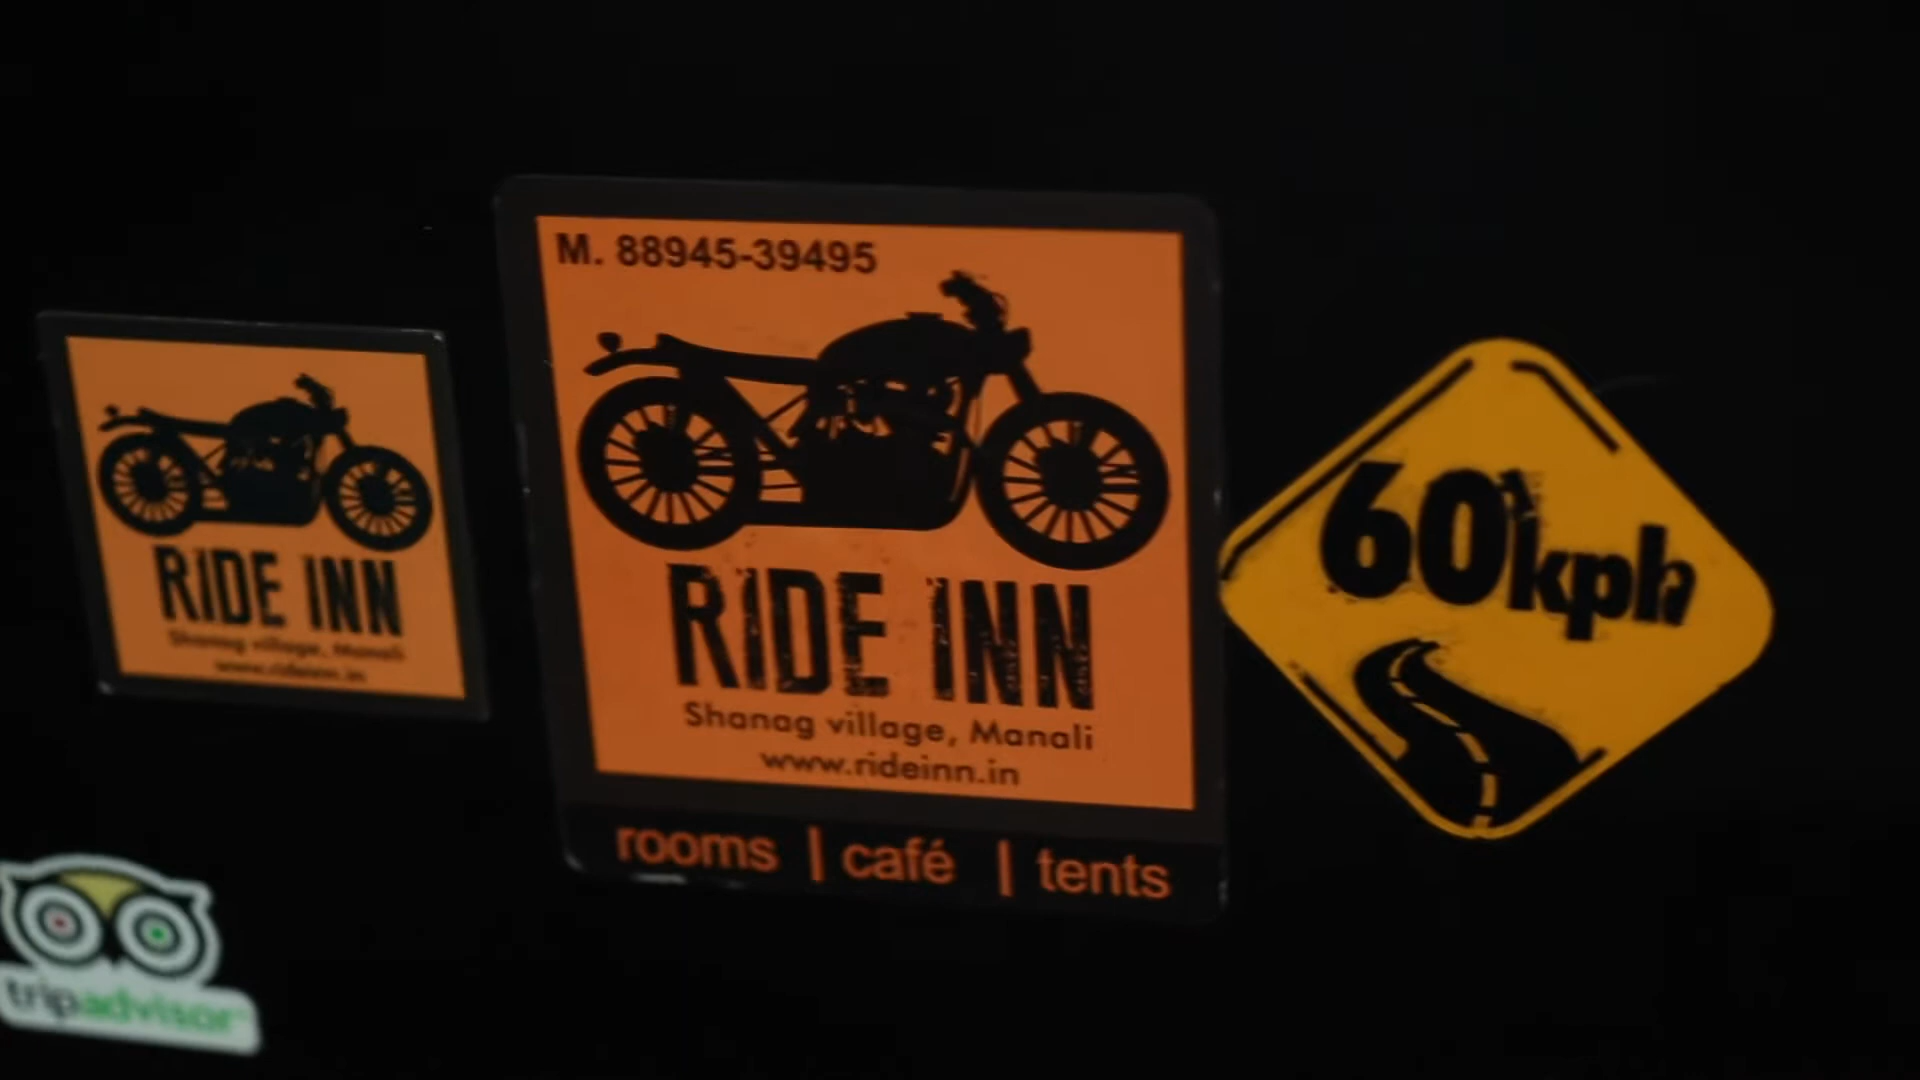 RIDE INN
Shanag village, Manali
www.rideinn.in
M. 88945-39495
RIDE INN
Shanag village, Manali
www.rideinn.in
rooms | café | tents
60kph
tripadvisor